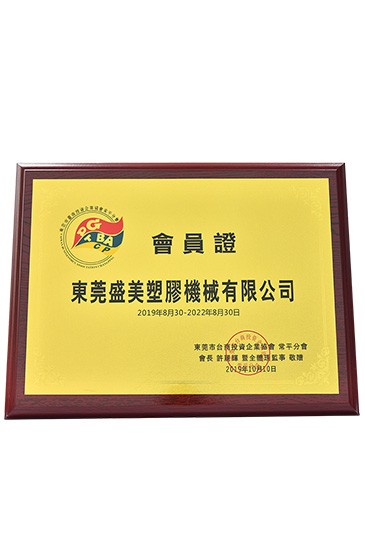 會員證
東莞盛美塑膠機械有限公司
2019年8月30-2022年8月30日
東莞市台商投資企業協會 常平分會
會長 許建輝 暨全體理監事 敬贈
2019年10月10日